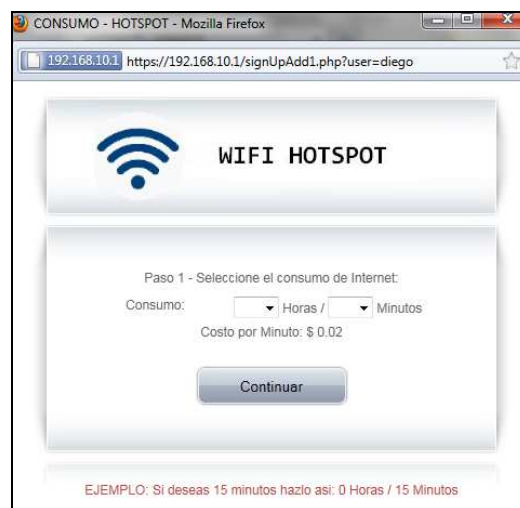 CONSUMO - HOTSPOT - Mozilla Firefox
192.168.10.1 https://192.168.10.1/signUpAdd1.php?user=diego
WIFI HOTSPOT
Paso 1 - Seleccione el consumo de Internet:
Consumo: Horas / Minutos
Costo por Minuto: $ 0.02
Continuar
EJEMPLO: Si deseas 15 minutos hazlo asi: 0 Horas / 15 Minutos